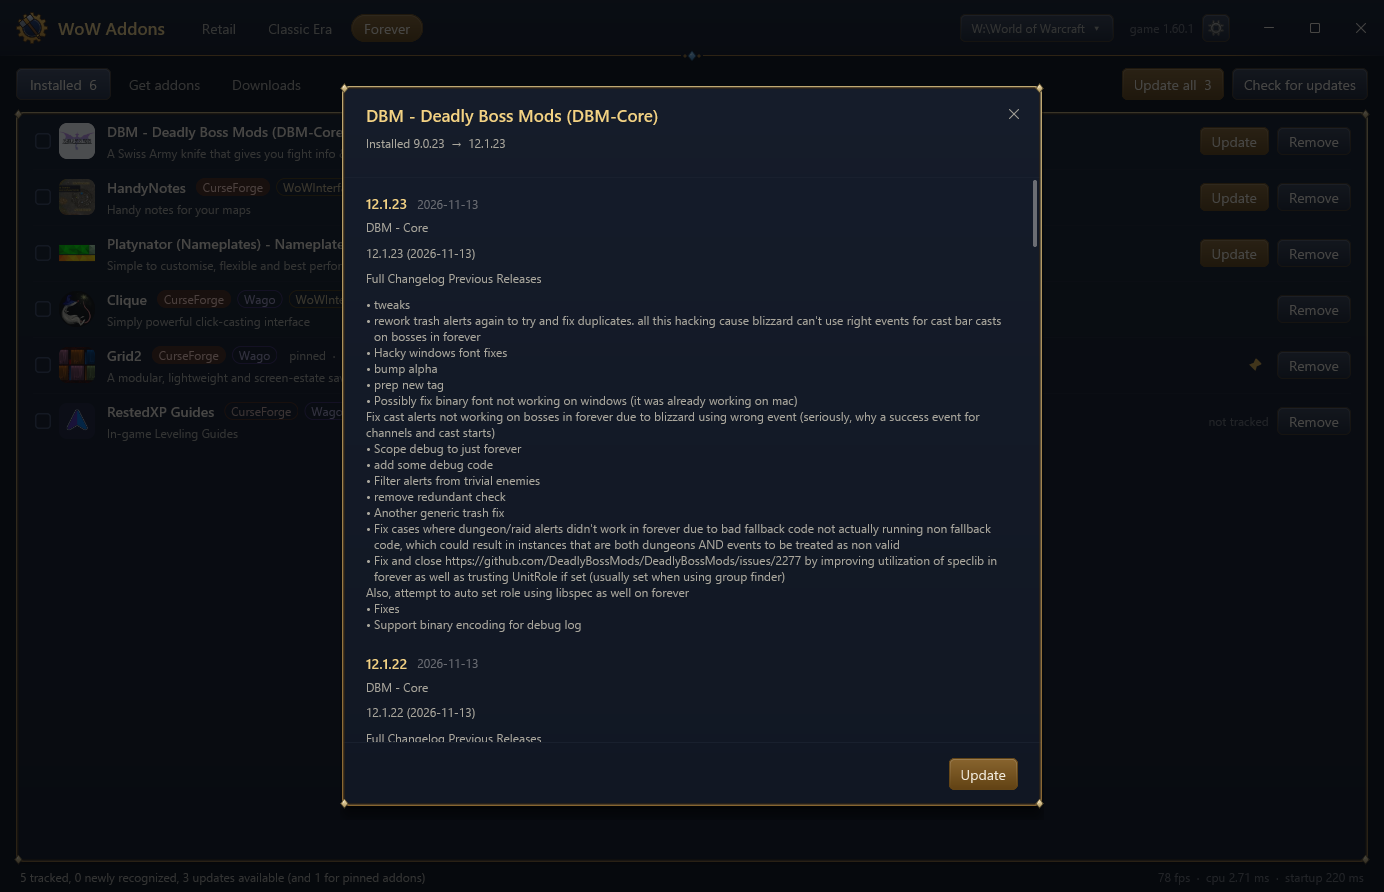 WoW Addons Retail Classic Era Forever W:\World of Warcraft game 1.60.1
Installed 6 Get addons Downloads Update all 3 Check for updates
DBM - Deadly Boss Mods (DBM-Core
A Swiss Army knife that gives you fight info
Update Remove
HandyNotes CurseForge WoWInterf
Handy notes for your maps
Update Remove
Platynator (Nameplates) - Nameplate
Simple to customise, flexible and best perfor
Update Remove
Clique CurseForge Wago WoWInte
Simply powerful click-casting interface
Remove
Grid2 CurseForge Wago pinned ·
A modular, lightweight and screen-estate sa
Remove
RestedXP Guides CurseForge Wago
In-game Leveling Guides
not tracked Remove
DBM - Deadly Boss Mods (DBM-Core)
Installed 9.0.23 → 12.1.23
12.1.23 2026-11-13
DBM - Core
12.1.23 (2026-11-13)
Full Changelog Previous Releases
• tweaks
• rework trash alerts again to try and fix duplicates. all this hacking cause blizzard can't use right events for cast bar casts
on bosses in forever
• Hacky windows font fixes
• bump alpha
• prep new tag
• Possibly fix binary font not working on windows (it was already working on mac)
Fix cast alerts not working on bosses in forever due to blizzard using wrong event (seriously, why a success event for
channels and cast starts)
• Scope debug to just forever
• add some debug code
• Filter alerts from trivial enemies
• remove redundant check
• Another generic trash fix
• Fix cases where dungeon/raid alerts didn't work in forever due to bad fallback code not actually running non fallback
code, which could result in instances that are both dungeons AND events to be treated as non valid
• Fix and close https://github.com/DeadlyBossMods/DeadlyBossMods/issues/2277 by improving utilization of speclib in
forever as well as trusting UnitRole if set (usually set when using group finder)
Also, attempt to auto set role using libspec as well on forever
• Fixes
• Support binary encoding for debug log
12.1.22 2026-11-13
DBM - Core
12.1.22 (2026-11-13)
Full Changelog Previous Releases
Update
5 tracked, 0 newly recognized, 3 updates available (and 1 for pinned addons)
78 fps · cpu 2.71 ms · startup 220 ms